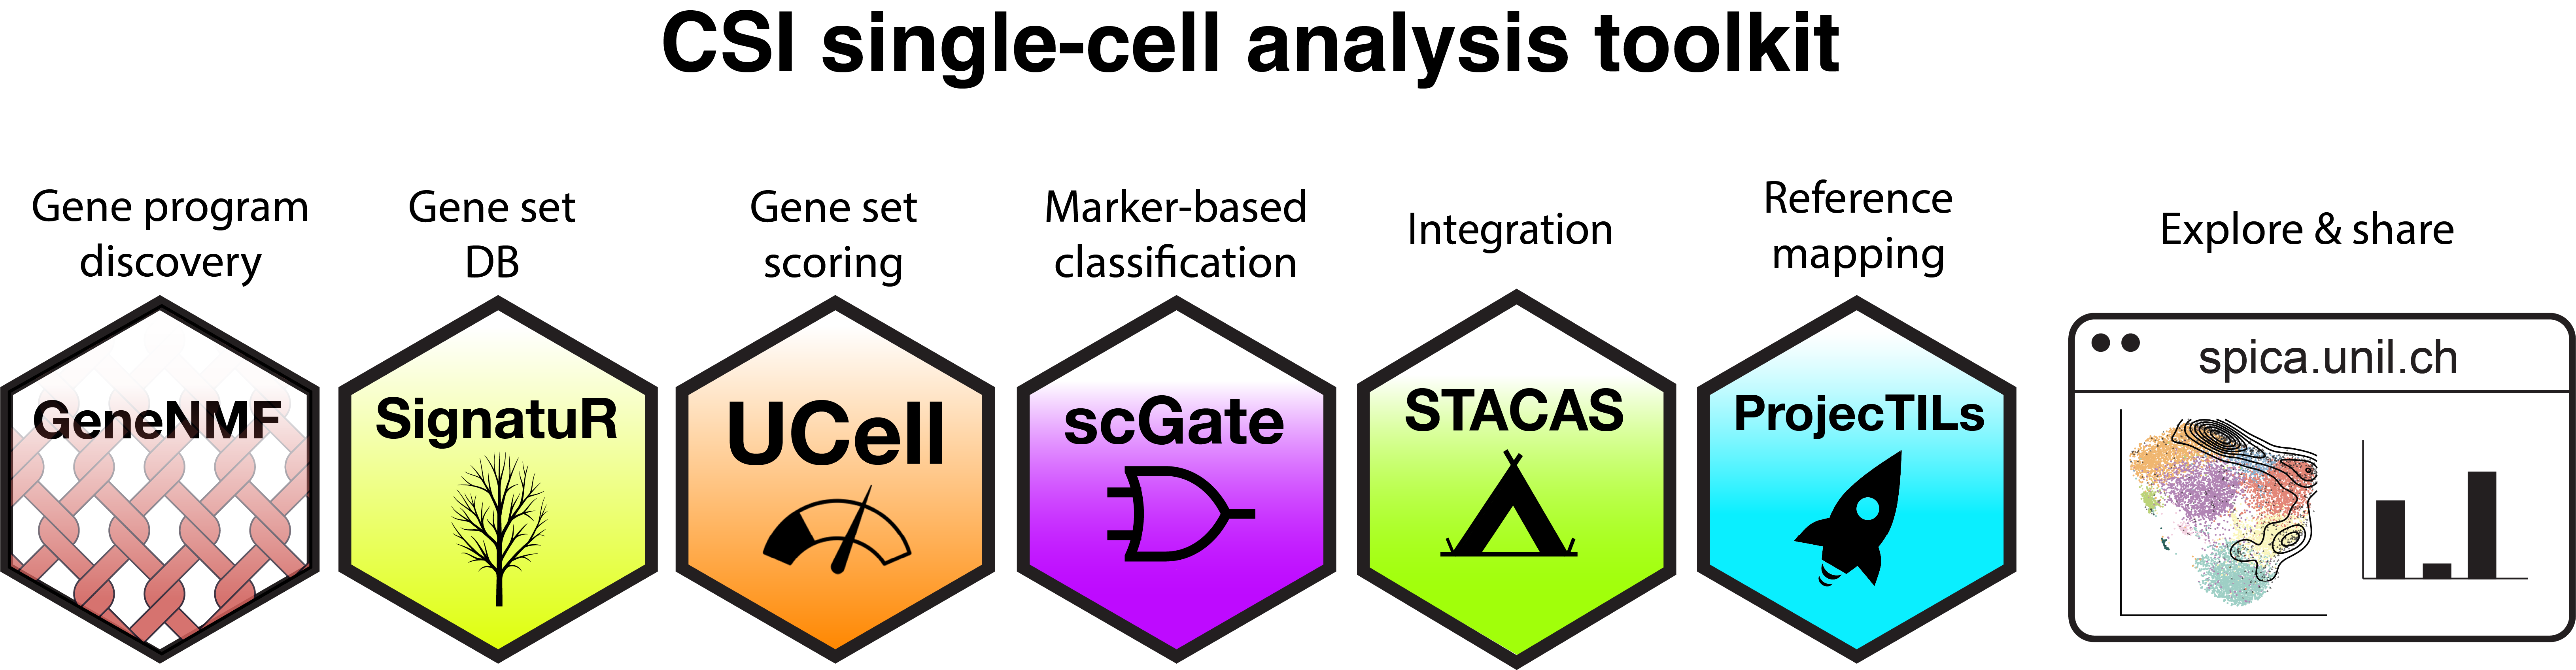 CSI single-cell analysis toolkit
Gene program
discovery
Gene set
DB
Gene set
scoring
Marker-based
classification
Integration
Reference
mapping
Explore & share
GeneNMF
SignatuR
UCell
scGate
STACAS
ProjecTILs
spica.unil.ch